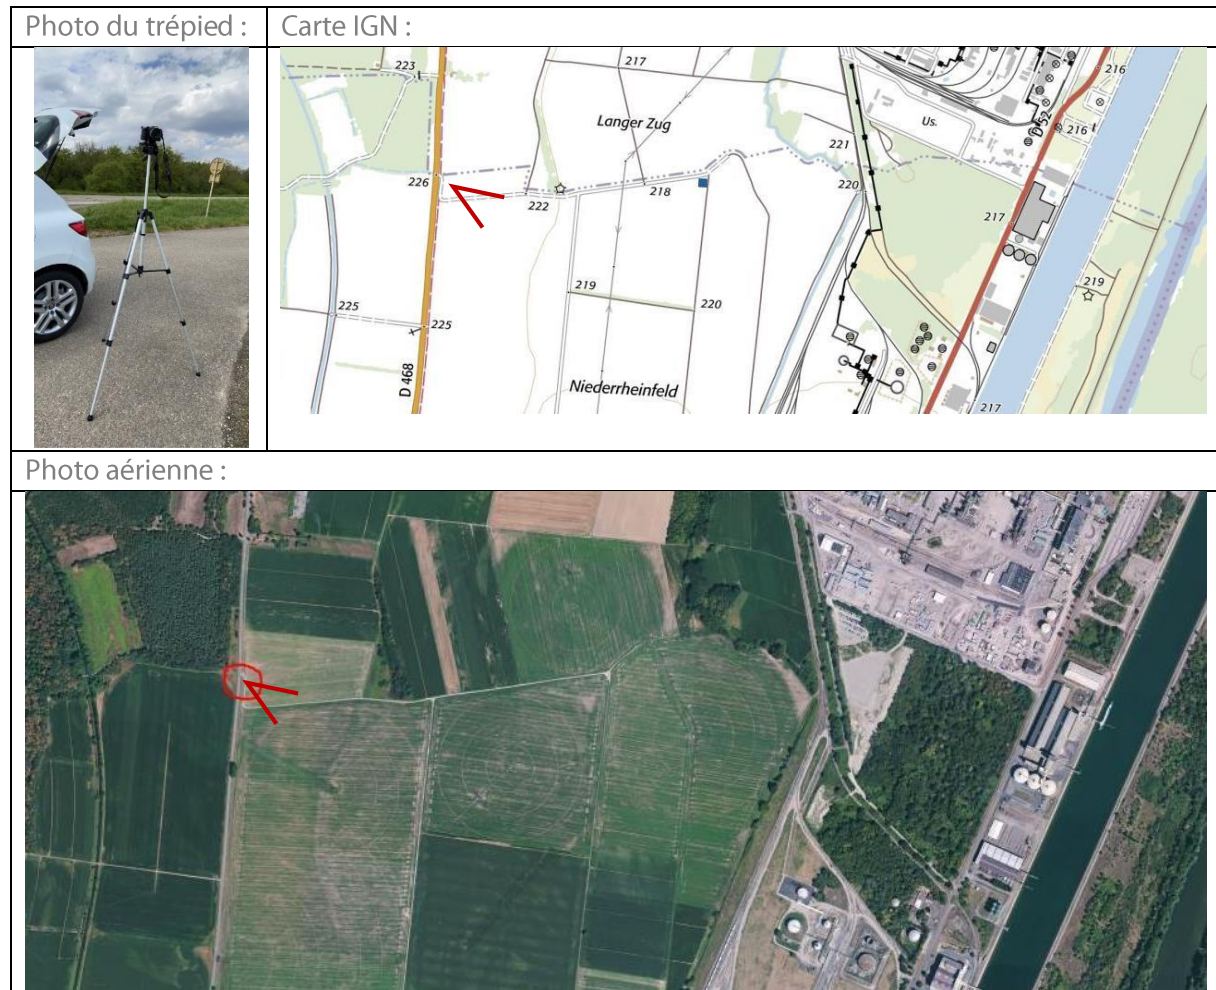 Photo du trépied :
Carte IGN :
223
217
216
Langer Zug
Us.
D 52
216
221
226
218
220
222
217
219
219
220
225
225
D 468
Niederrheinfeld
217
Photo aérienne :